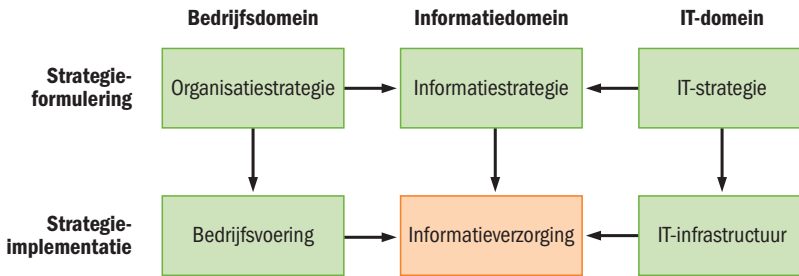 Bedrijfsdomein
Informatiedomein
IT-domein
Strategie-
formulering
Organisatiestrategie
Informatiestrategie
IT-strategie
Strategie-
implementatie
Bedrijfsvoering
Informatieverzorging
IT-infrastructuur